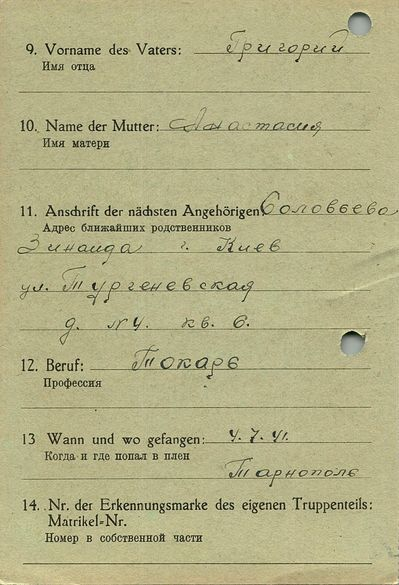 9. Vorname des Vaters: Григорий
Имя отца
10. Name der Mutter: Анастасия
Имя матери
11. Anschrift der nächsten Angehörigen: Соловьева
Адрес ближайших родственников
Зинаида г. Киев
ул. Тургеневская
д. №4. кв. 6.
12. Beruf: Токарь
Профессия
13 Wann und wo gefangen: 4.7.41.
Когда и где попал в плен
Тарнополь
14. Nr. der Erkennungsmarke des eigenen Truppenteils:
Matrikel-Nr.
Номер в собственной части